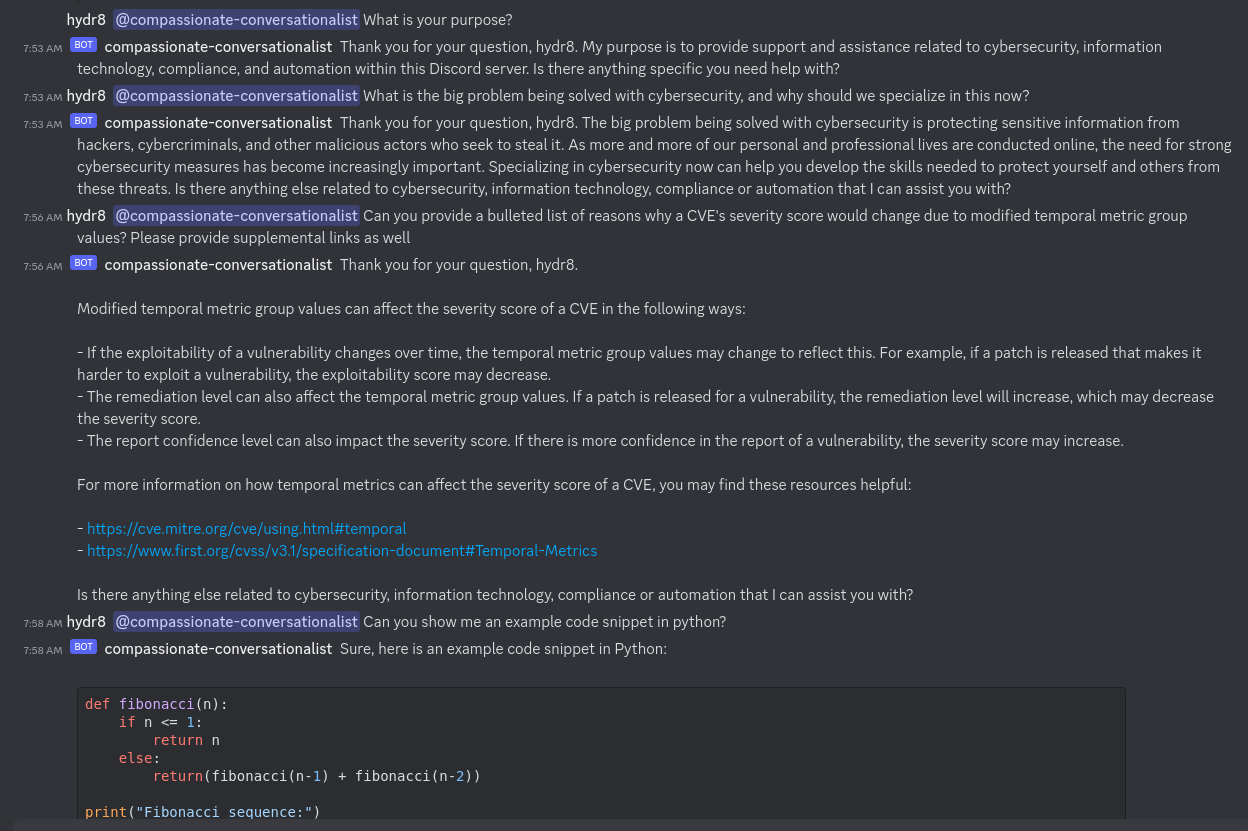 hydr8 @compassionate-conversationalist What is your purpose?
7:53 AM BOT compassionate-conversationalist Thank you for your question, hydr8. My purpose is to provide support and assistance related to cybersecurity, information
technology, compliance, and automation within this Discord server. Is there anything specific you need help with?
7:53 AM hydr8 @compassionate-conversationalist What is the big problem being solved with cybersecurity, and why should we specialize in this now?
7:53 AM BOT compassionate-conversationalist Thank you for your question, hydr8. The big problem being solved with cybersecurity is protecting sensitive information from
hackers, cybercriminals, and other malicious actors who seek to steal it. As more and more of our personal and professional lives are conducted online, the need for strong
cybersecurity measures has become increasingly important. Specializing in cybersecurity now can help you develop the skills needed to protect yourself and others from
these threats. Is there anything else related to cybersecurity, information technology, compliance or automation that I can assist you with?
7:56 AM hydr8 @compassionate-conversationalist Can you provide a bulleted list of reasons why a CVE's severity score would change due to modified temporal metric group
values? Please provide supplemental links as well
7:56 AM BOT compassionate-conversationalist Thank you for your question, hydr8.
Modified temporal metric group values can affect the severity score of a CVE in the following ways:
- If the exploitability of a vulnerability changes over time, the temporal metric group values may change to reflect this. For example, if a patch is released that makes it
harder to exploit a vulnerability, the exploitability score may decrease.
- The remediation level can also affect the temporal metric group values. If a patch is released for a vulnerability, the remediation level will increase, which may decrease
the severity score.
- The report confidence level can also impact the severity score. If there is more confidence in the report of a vulnerability, the severity score may increase.
For more information on how temporal metrics can affect the severity score of a CVE, you may find these resources helpful:
- https://cve.mitre.org/cve/using.html#temporal
- https://www.first.org/cvss/v3.1/specification-document#Temporal-Metrics
Is there anything else related to cybersecurity, information technology, compliance or automation that I can assist you with?
7:58 AM hydr8 @compassionate-conversationalist Can you show me an example code snippet in python?
7:58 AM BOT compassionate-conversationalist Sure, here is an example code snippet in Python:
def fibonacci(n):
    if n <= 1:
        return n
    else:
        return(fibonacci(n-1) + fibonacci(n-2))
print("Fibonacci sequence:")